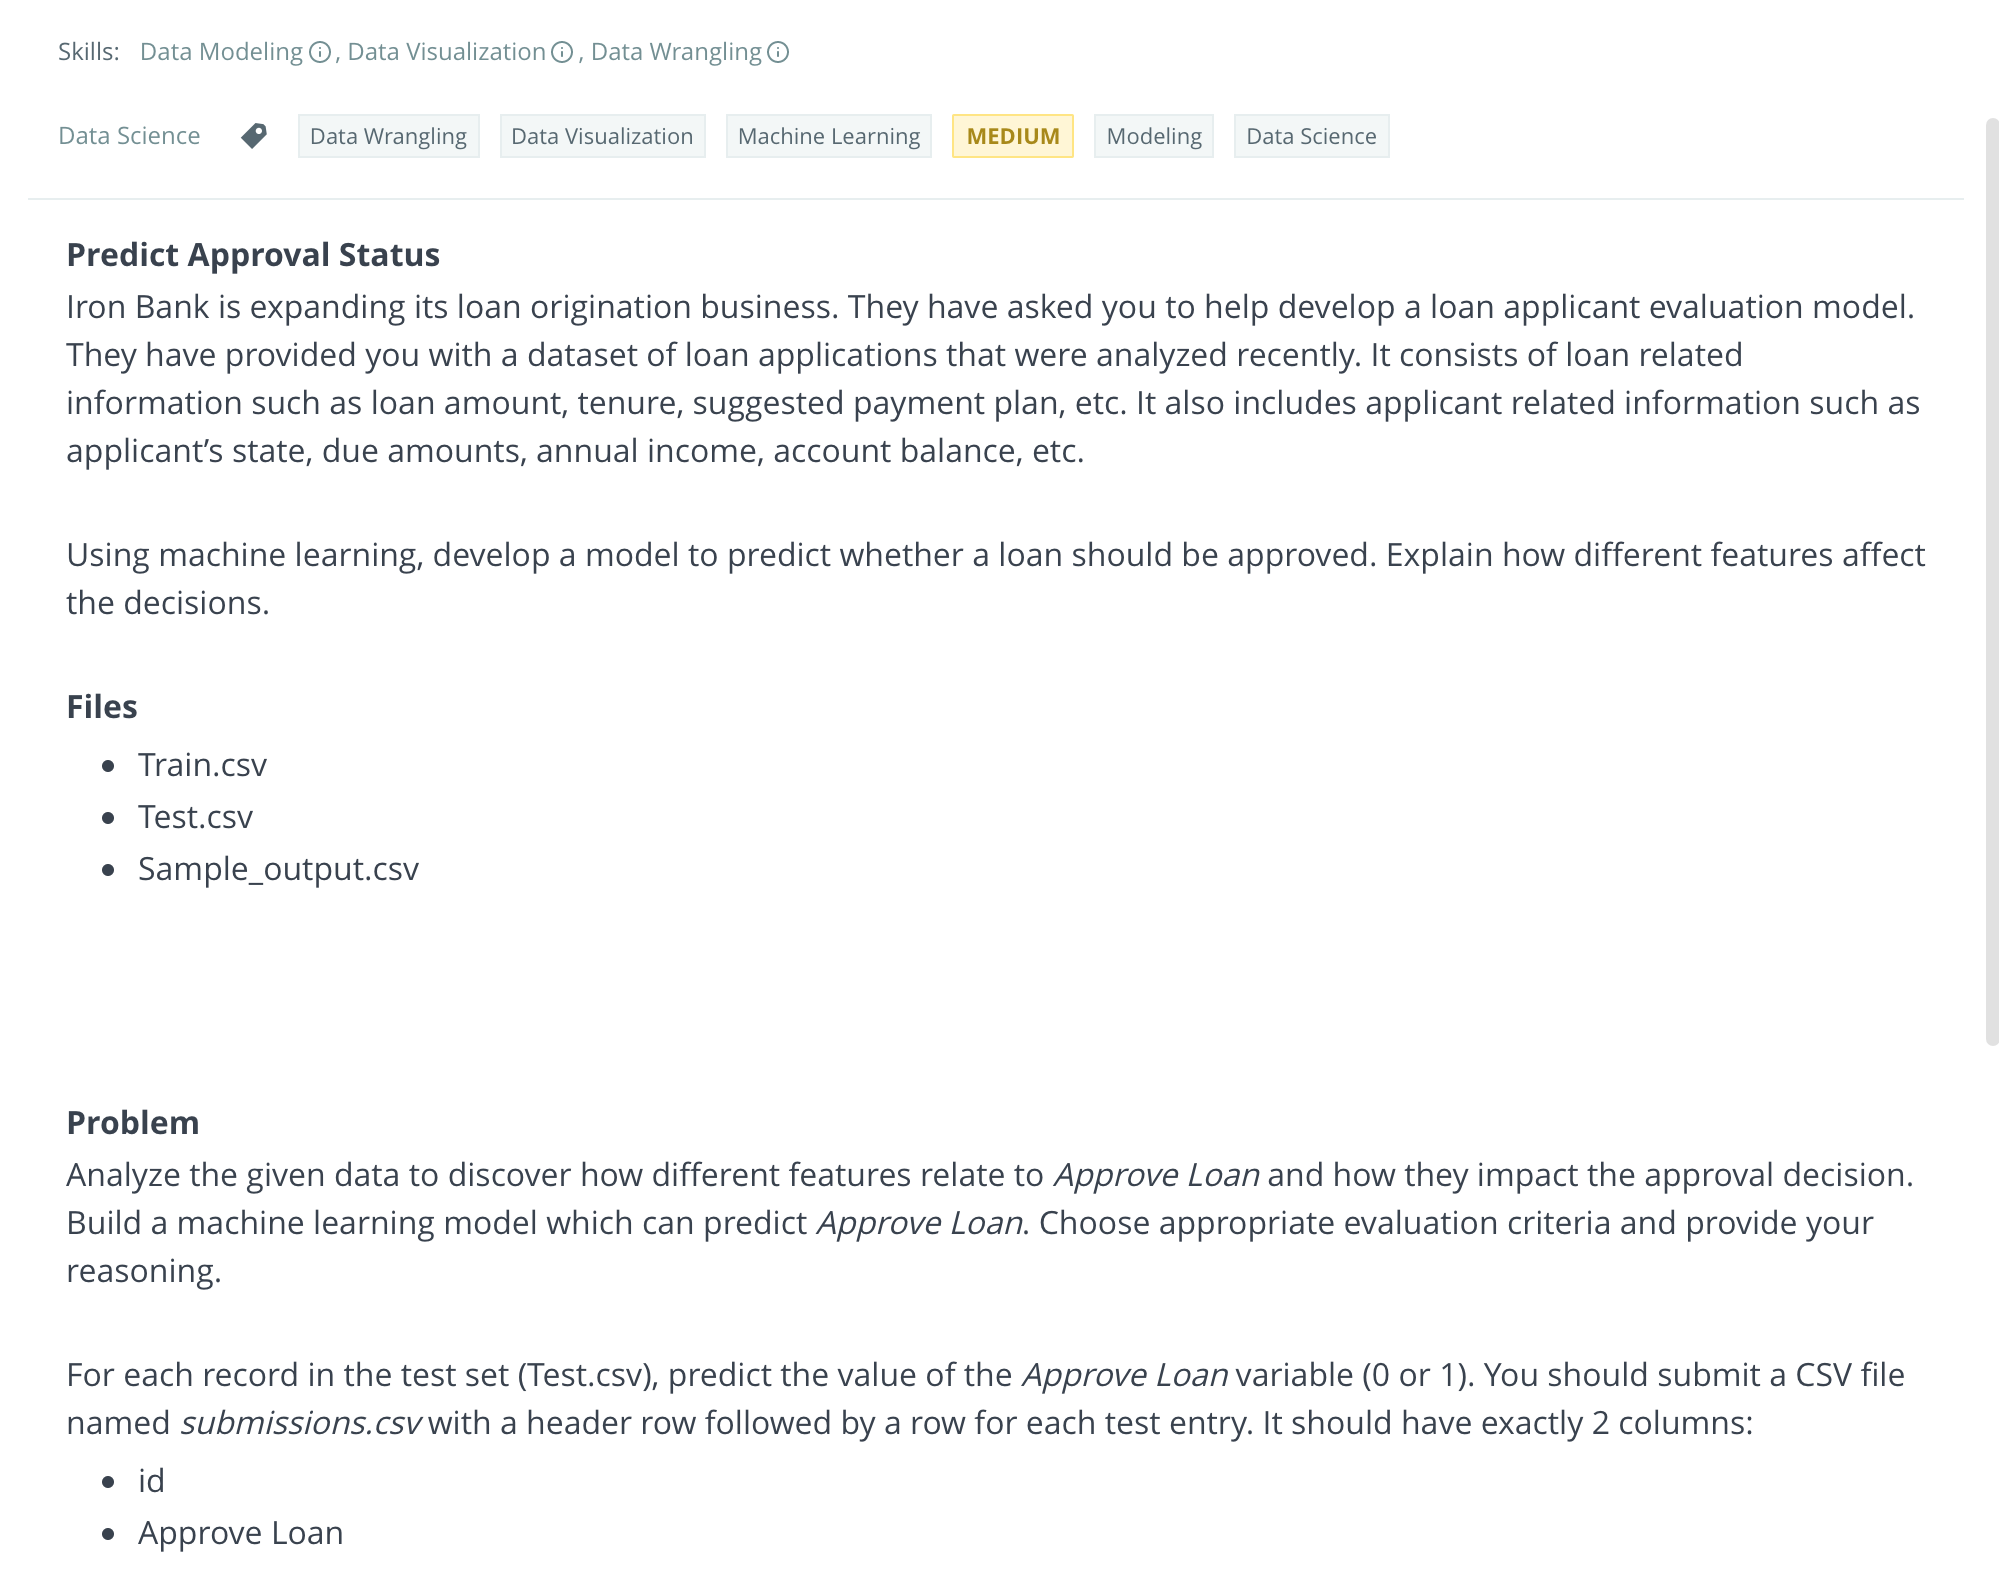 Skills: Data Modeling, Data Visualization, Data Wrangling
Data Science Data Wrangling Data Visualization Machine Learning MEDIUM Modeling Data Science
Predict Approval Status
Iron Bank is expanding its loan origination business. They have asked you to help develop a loan applicant evaluation model.
They have provided you with a dataset of loan applications that were analyzed recently. It consists of loan related
information such as loan amount, tenure, suggested payment plan, etc. It also includes applicant related information such as
applicant’s state, due amounts, annual income, account balance, etc.
Using machine learning, develop a model to predict whether a loan should be approved. Explain how different features affect
the decisions.
Files
• Train.csv
• Test.csv
• Sample_output.csv
Problem
Analyze the given data to discover how different features relate to Approve Loan and how they impact the approval decision.
Build a machine learning model which can predict Approve Loan. Choose appropriate evaluation criteria and provide your
reasoning.
For each record in the test set (Test.csv), predict the value of the Approve Loan variable (0 or 1). You should submit a CSV file
named submissions.csv with a header row followed by a row for each test entry. It should have exactly 2 columns:
• id
• Approve Loan